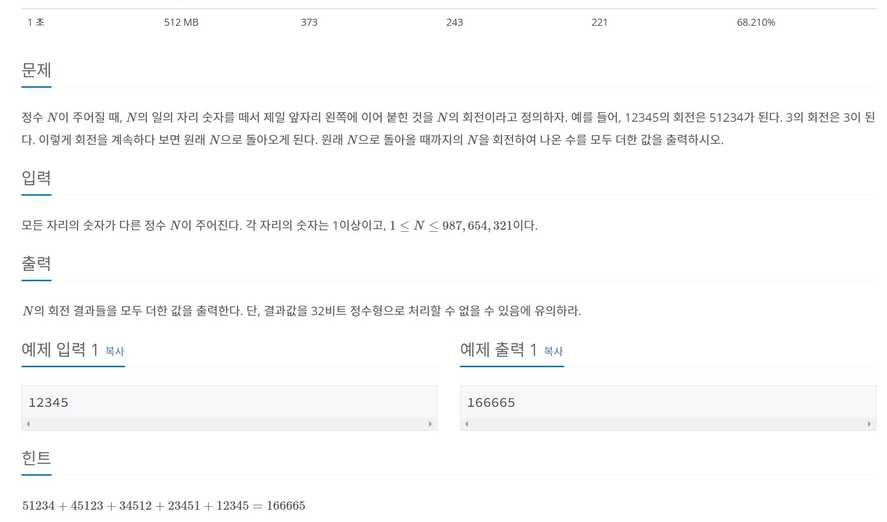 1 초 512 MB 373 243 221 68.210%
문제
정수 N이 주어질 때, N의 일의 자리 숫자를 떼서 제일 앞자리 왼쪽에 이어 붙힌 것을 N의 회전이라고 정의하자. 예를 들어, 12345의 회전은 51234가 된다. 3의 회전은 3이 된
다. 이렇게 회전을 계속하다 보면 원래 N으로 돌아오게 된다. 원래 N으로 돌아올 때까지의 N을 회전하여 나온 수를 모두 더한 값을 출력하시오.
입력
모든 자리의 숫자가 다른 정수 N이 주어진다. 각 자리의 숫자는 1이상이고, 1 ≤ N ≤ 987,654,321이다.
출력
N의 회전 결과들을 모두 더한 값을 출력한다. 단, 결과값을 32비트 정수형으로 처리할 수 없을 수 있음에 유의하라.
예제 입력 1 복사
12345
예제 출력 1 복사
166665
힌트
51234 + 45123 + 34512 + 23451 + 12345 = 166665